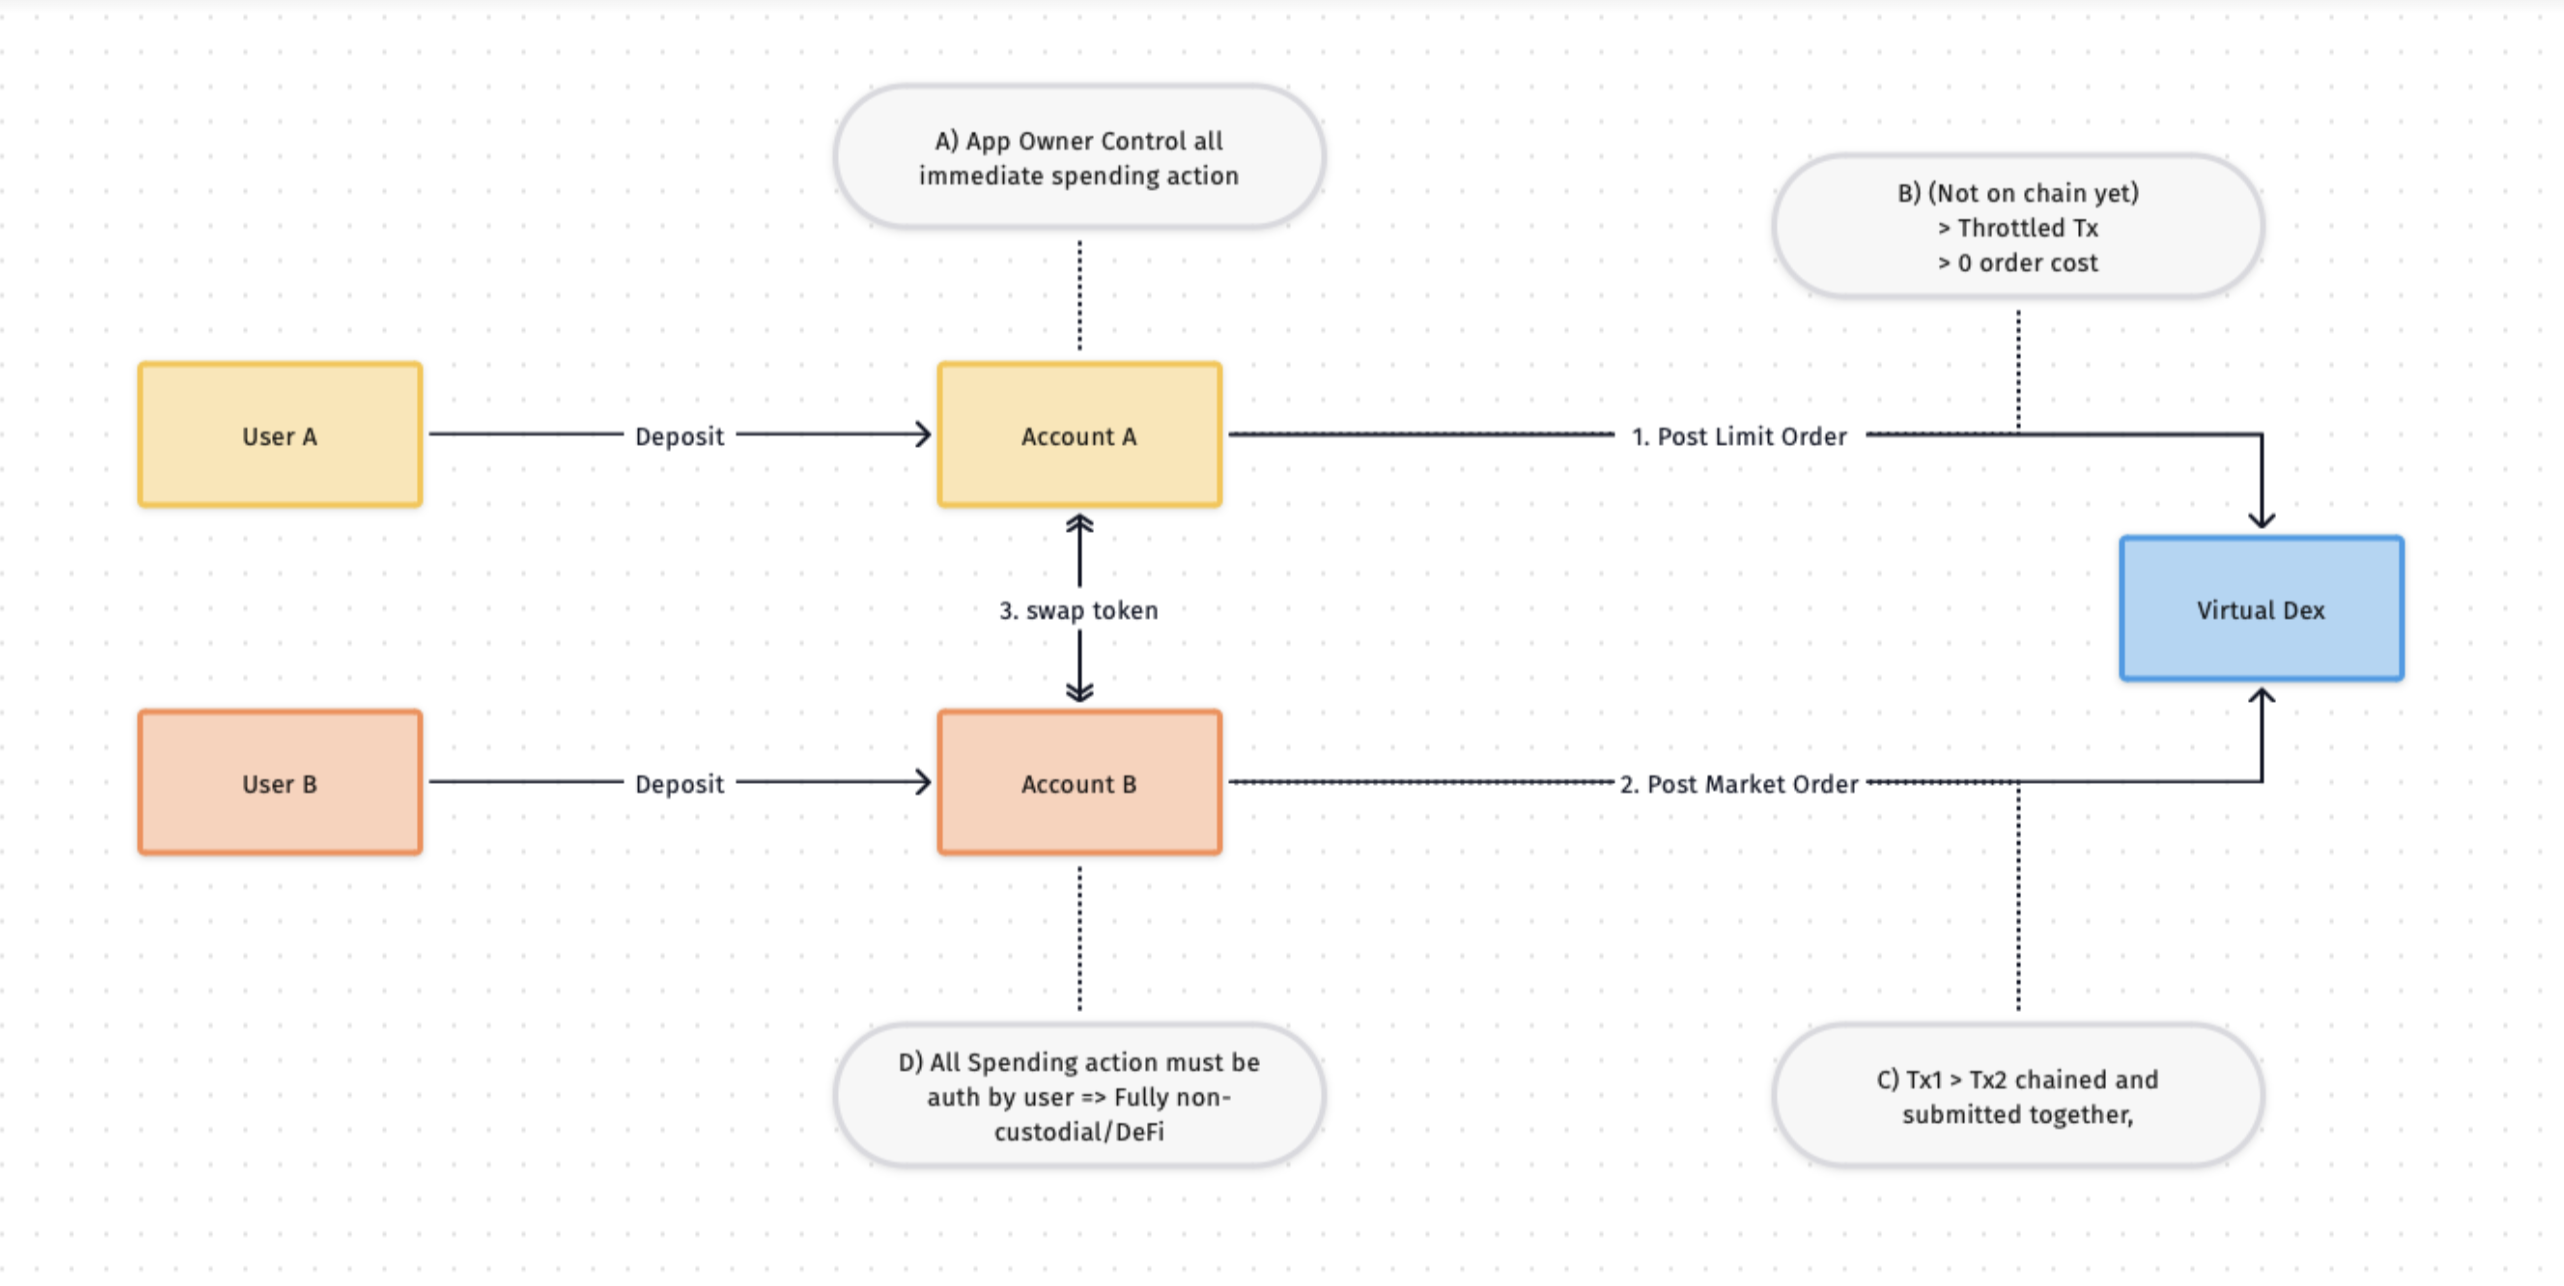 A) App Owner Control all
immediate spending action
B) (Not on chain yet)
> Throttled Tx
> 0 order cost
User A
Deposit
Account A
1. Post Limit Order
3. swap token
Virtual Dex
User B
Deposit
Account B
2. Post Market Order
D) All Spending action must be
auth by user => Fully non-
custodial/DeFi
C) Tx1 > Tx2 chained and
submitted together,